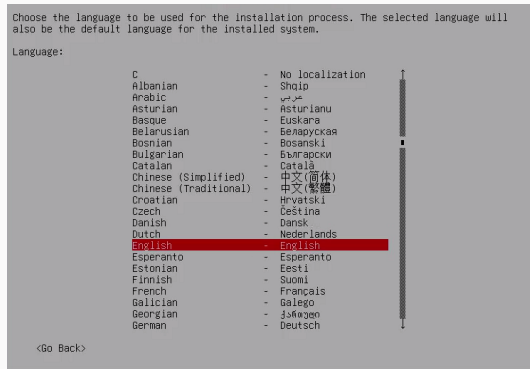 Choose the language to be used for the installation process. The selected language will
also be the default language for the installed system.
Language:
C - No localization
Albanian - Shqip
Arabic - عربي
Asturian - Asturianu
Basque - Euskara
Belarusian - Беларуская
Bosnian - Bosanski
Bulgarian - Български
Catalan - Català
Chinese (Simplified) - 中文(简体)
Chinese (Traditional) - 中文(繁體)
Croatian - Hrvatski
Czech - Čeština
Danish - Dansk
Dutch - Nederlands
English - English
Esperanto - Esperanto
Estonian - Eesti
Finnish - Suomi
French - Français
Galician - Galego
Georgian - ქართული
German - Deutsch
<Go Back>